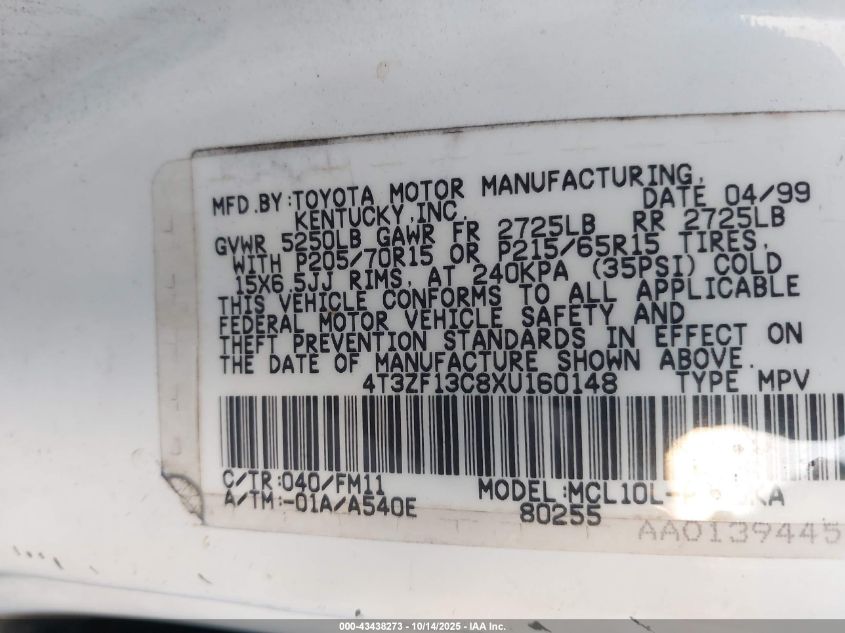 MFD.BY:TOYOTA MOTOR MANUFACTURING,
KENTUCKY,INC. DATE 04/99
GVWR 5250LB GAWR FR 2725LB RR 2725LB
WITH P205/70R15 OR P215/65R15 TIRES,
15X6.5JJ RIMS, AT 240KPA (35PSI) COLD
THIS VEHICLE CONFORMS TO ALL APPLICABLE
FEDERAL MOTOR VEHICLE SAFETY AND
THEFT PREVENTION STANDARDS IN EFFECT ON
THE DATE OF MANUFACTURE SHOWN ABOVE.
4T3ZF13C8XU160148 TYPE MPV
C/TR:040/FM11 MODEL:MCL10L-
A/TM:-01A/A540E 80255
AA0139445
000-43438273 - 10/14/2025 - IAA Inc.